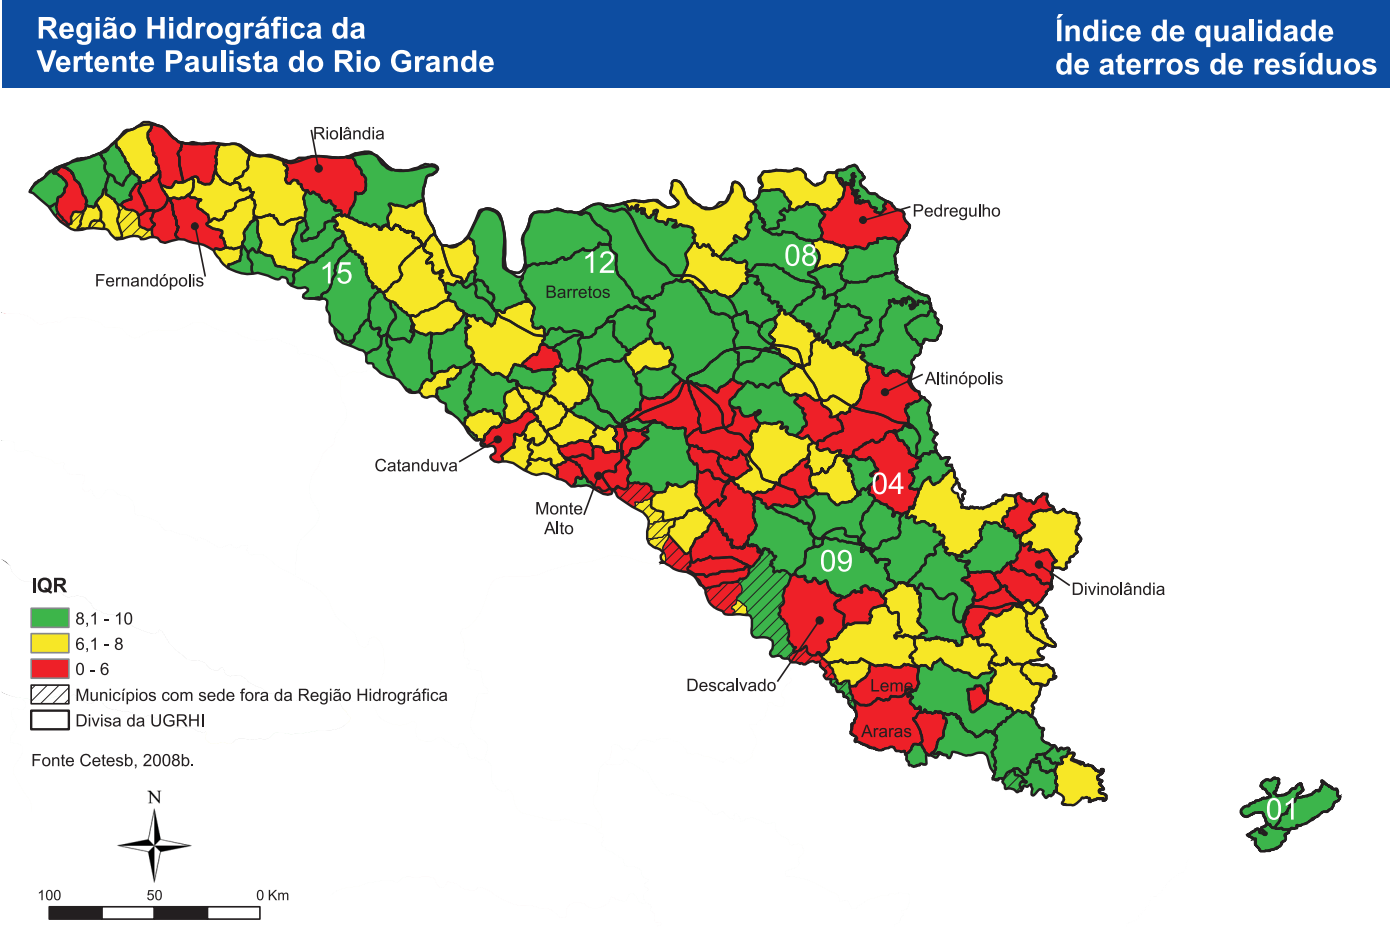 Região Hidrográfica da
Vertente Paulista do Rio Grande
Índice de qualidade
de aterros de resíduos
Riolândia
Pedregulho
08
12
15
Fernandópolis
Barretos
Altinópolis
Catanduva
04
Monte
Alto
09
Divinolândia
Descalvado
Leme
Araras
01
IQR
8,1 - 10
6,1 - 8
0 - 6
Municípios com sede fora da Região Hidrográfica
Divisa da UGRHI
Fonte Cetesb, 2008b.
N
100 50 0 Km